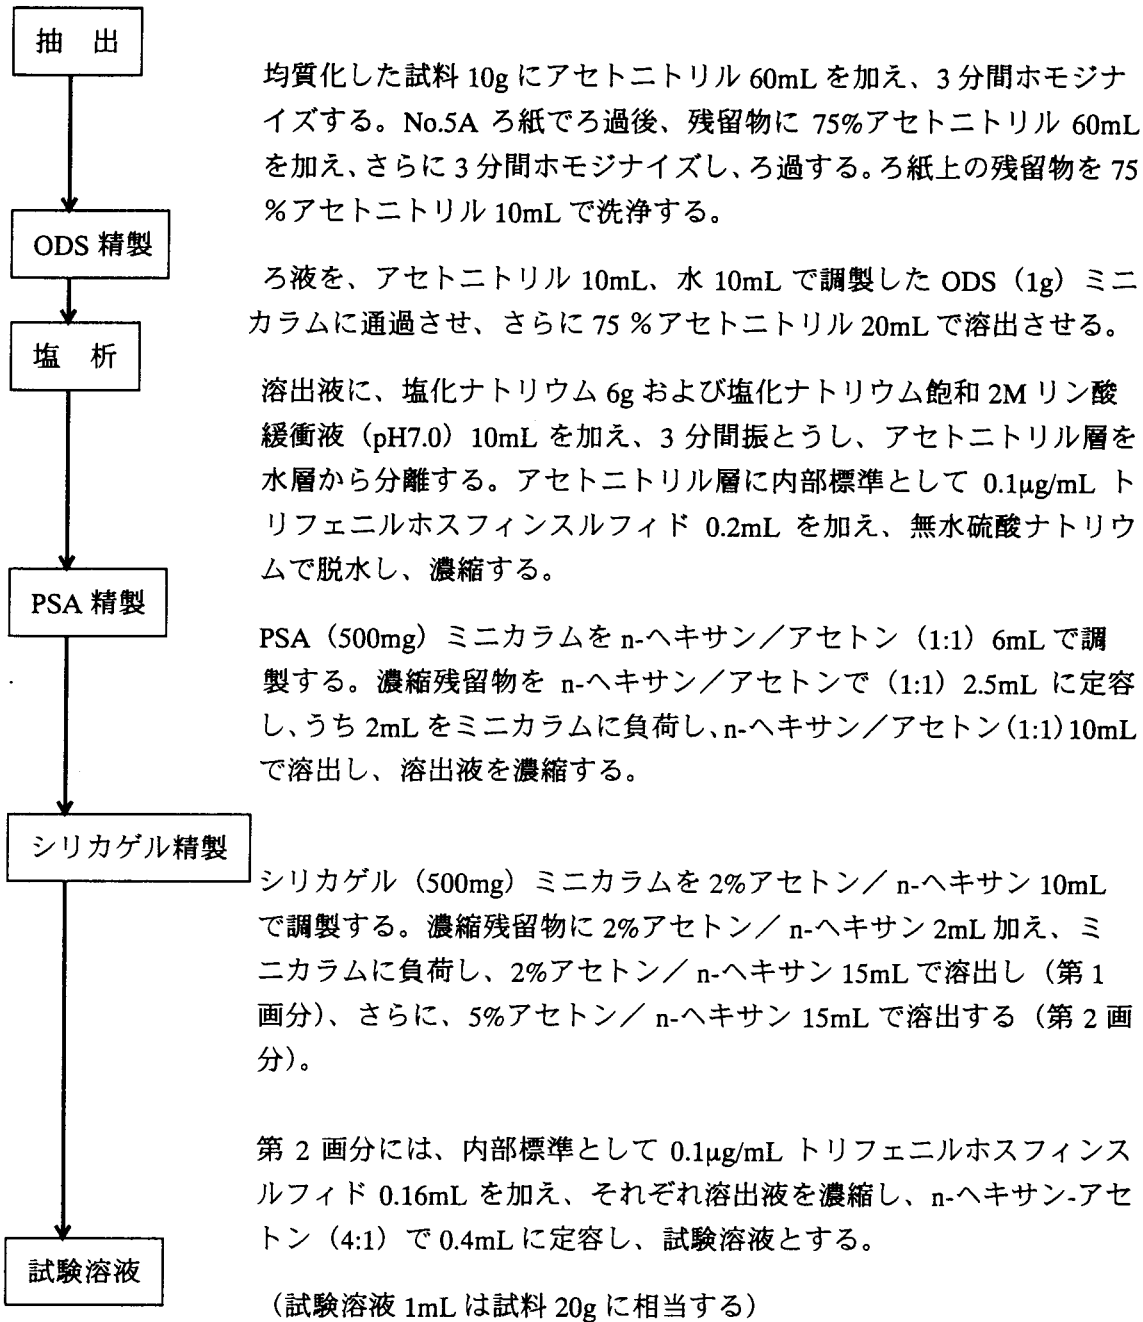 抽　出
均質化した試料 10g にアセトニトリル 60mL を加え、3 分間ホモジナ
イズする。No.5A ろ紙でろ過後、残留物に 75%アセトニトリル 60mL
を加え、さらに 3 分間ホモジナイズし、ろ過する。ろ紙上の残留物を 75
%アセトニトリル 10mL で洗浄する。
ODS 精製
ろ液を、アセトニトリル 10mL、水 10mL で調製した ODS（1g）ミニ
カラムに通過させ、さらに 75 %アセトニトリル 20mL で溶出させる。
塩　析
溶出液に、塩化ナトリウム 6g および塩化ナトリウム飽和 2M リン酸
緩衝液（pH7.0）10mL を加え、3 分間振とうし、アセトニトリル層を
水層から分離する。アセトニトリル層に内部標準として 0.1μg/mL ト
リフェニルホスフィンスルフィド 0.2mL を加え、無水硫酸ナトリウ
ムで脱水し、濃縮する。
PSA 精製
PSA（500mg）ミニカラムを n-ヘキサン／アセトン（1:1）6mL で調
製する。濃縮残留物を n-ヘキサン／アセトンで（1:1）2.5mL に定容
し、うち 2mL をミニカラムに負荷し、n-ヘキサン／アセトン（1:1）10mL
で溶出し、溶出液を濃縮する。
シリカゲル精製
シリカゲル（500mg）ミニカラムを 2%アセトン／ n-ヘキサン 10mL
で調製する。濃縮残留物に 2%アセトン／ n-ヘキサン 2mL 加え、ミ
ニカラムに負荷し、2%アセトン／ n-ヘキサン 15mL で溶出し（第 1
画分）、さらに、5%アセトン／ n-ヘキサン 15mL で溶出する（第 2 画
分）。
第 2 画分には、内部標準として 0.1μg/mL トリフェニルホスフィンス
ルフィド 0.16mL を加え、それぞれ溶出液を濃縮し、n-ヘキサン-アセ
トン（4:1）で 0.4mL に定容し、試験溶液とする。
試験溶液
（試験溶液 1mL は試料 20g に相当する）